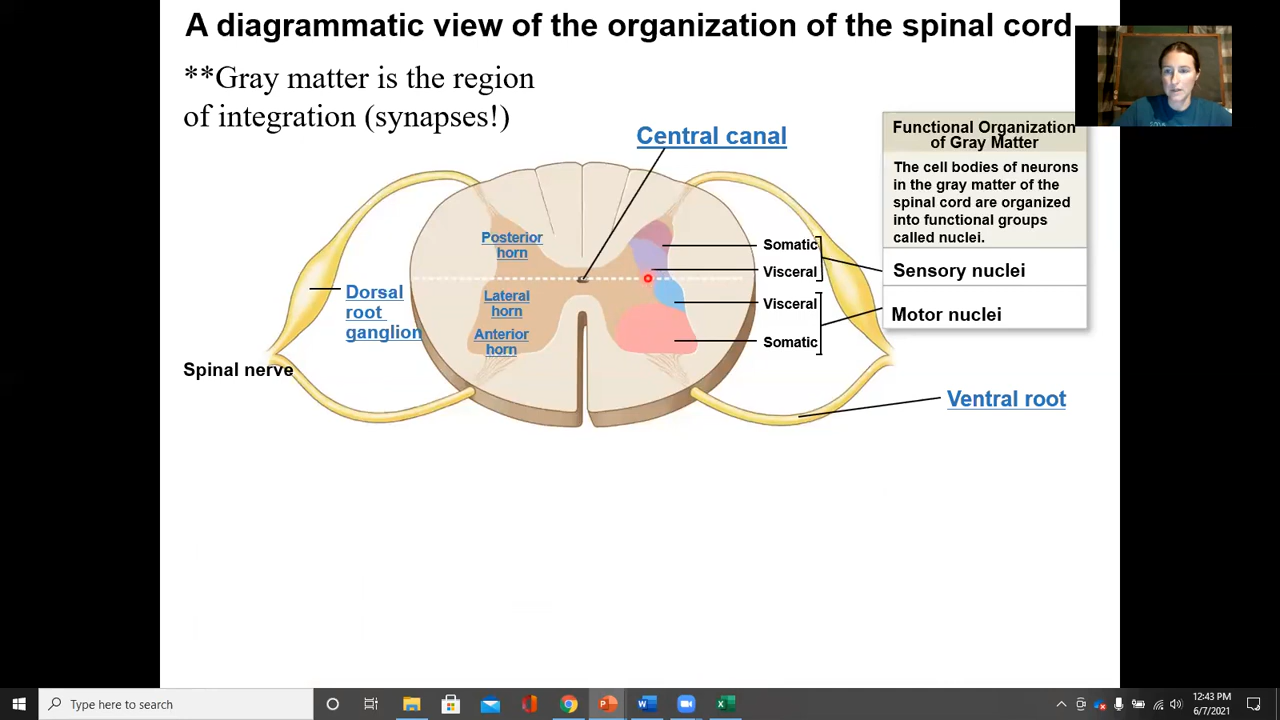 A diagrammatic view of the organization of the spinal cord
**Gray matter is the region
of integration (synapses!)
Central canal
Functional Organization
of Gray Matter
The cell bodies of neurons
in the gray matter of the
spinal cord are organized
into functional groups
called nuclei.
Sensory nuclei
Motor nuclei
Posterior
horn
Lateral
horn
Anterior
horn
Somatic
Visceral
Visceral
Somatic
Dorsal
root
ganglion
Spinal nerve
Ventral root
Type here to search
12:43 PM
6/7/2021